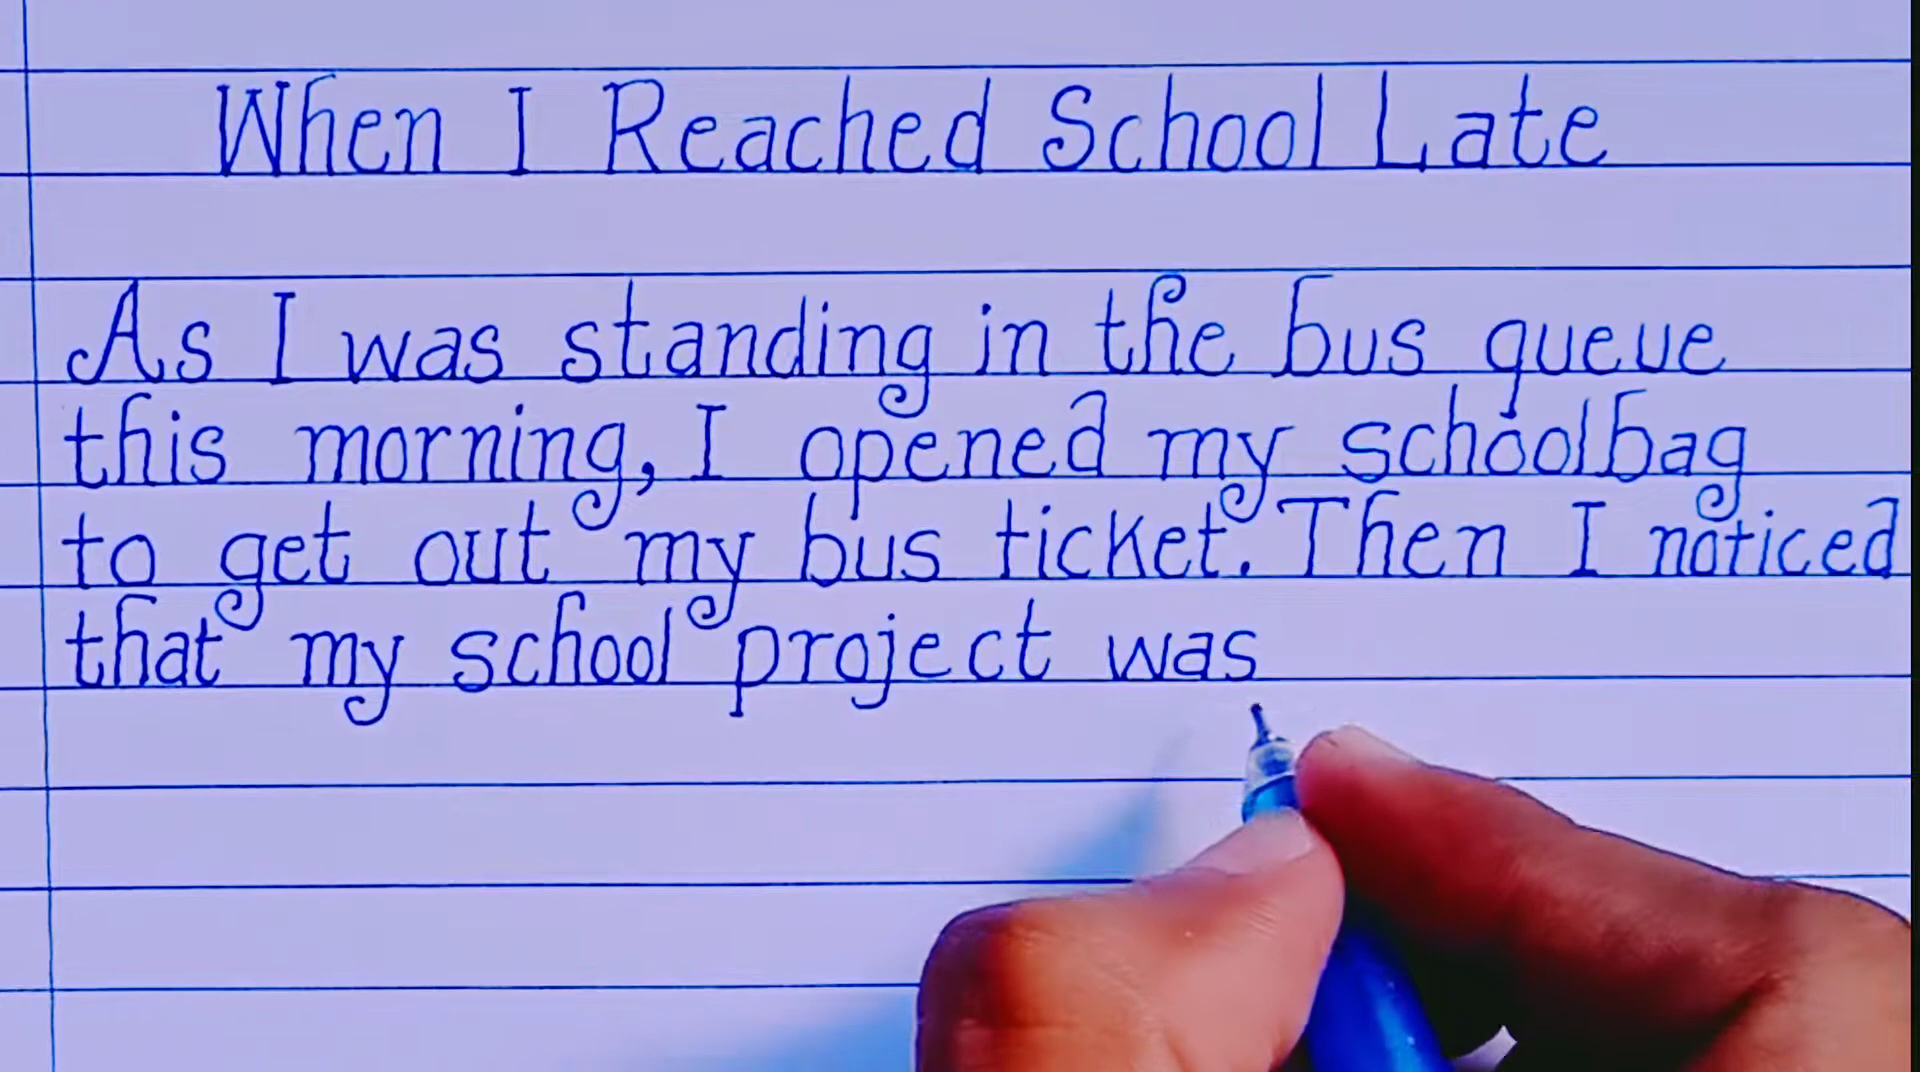 When I Reached School Late
As I was standing in the bus queue
this morning, I opened my schoolbag
to get out my bus ticket. Then I noticed
that my school project was